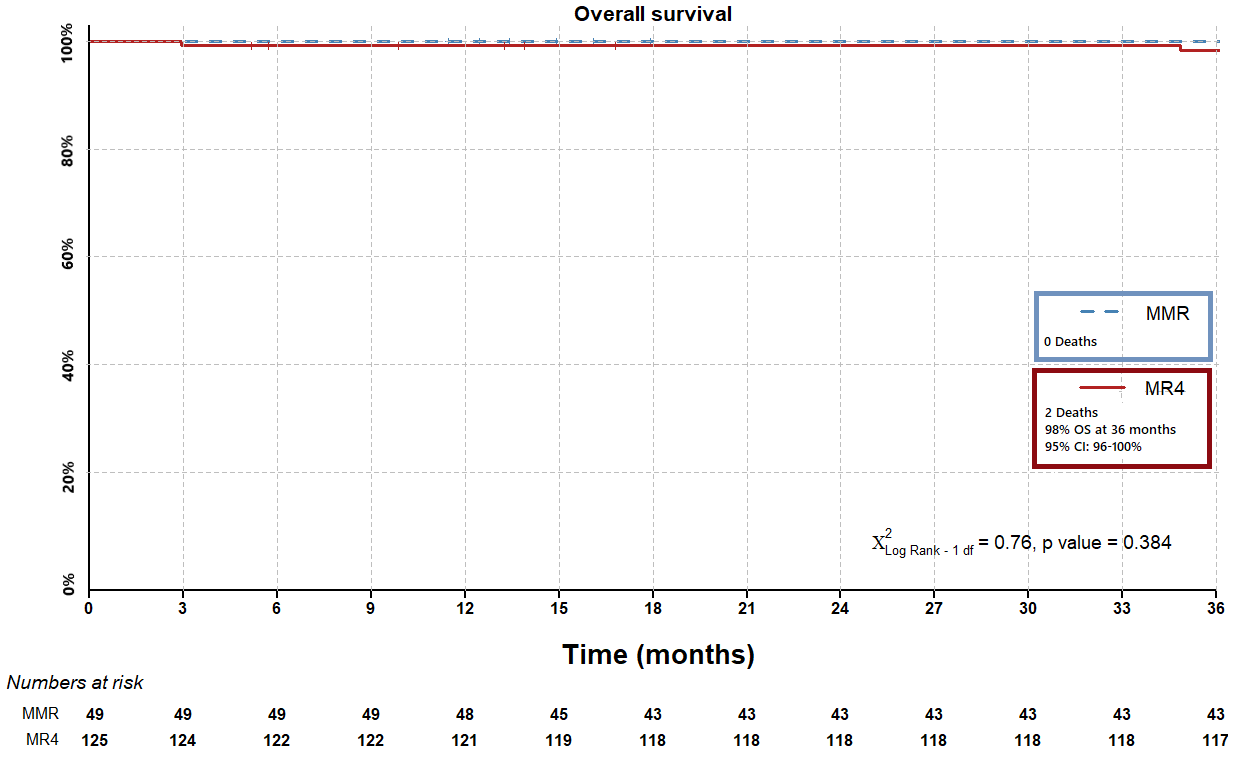 Overall survival
100%
80%
60%
40%
20%
0%
MMR
0 Deaths
MR4
2 Deaths
98% OS at 36 months
95% CI: 96-100%
X2Log Rank - 1 df = 0.76, p value = 0.384
0 3 6 9 12 15 18 21 24 27 30 33 36
Time (months)
Numbers at risk
MMR 49 49 49 49 48 45 43 43 43 43 43 43 43
MR4 125 124 122 122 121 119 118 118 118 118 118 118 117